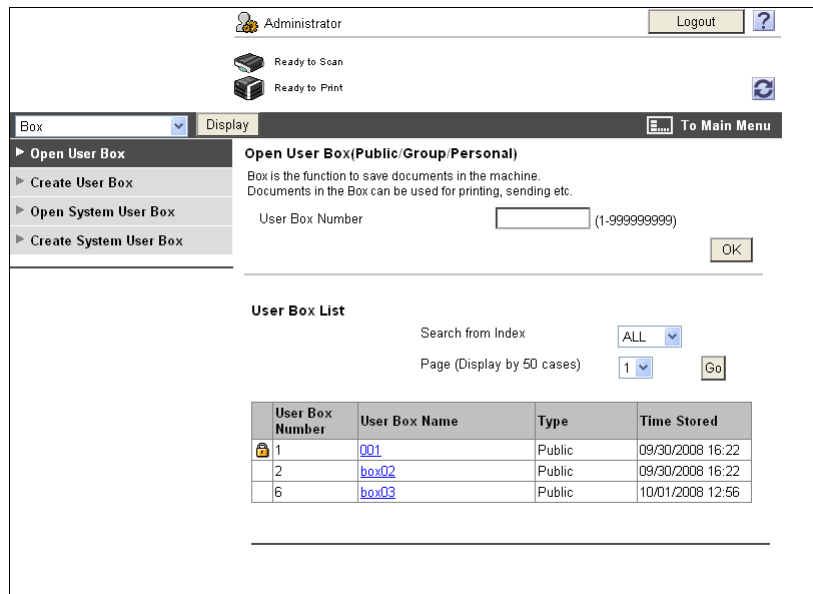 Administrator
Logout
?
Ready to Scan
Ready to Print
Box
Display
To Main Menu
Open User Box
Create User Box
Open System User Box
Create System User Box
Open User Box(Public/Group/Personal)
Box is the function to save documents in the machine.
Documents in the Box can be used for printing, sending etc.
User Box Number (1-999999999)
OK
User Box List
Search from Index ALL
Page (Display by 50 cases) 1 Go
User Box Number User Box Name Type Time Stored
1 001 Public 09/30/2008 16:22
2 box02 Public 09/30/2008 16:22
6 box03 Public 10/01/2008 12:56